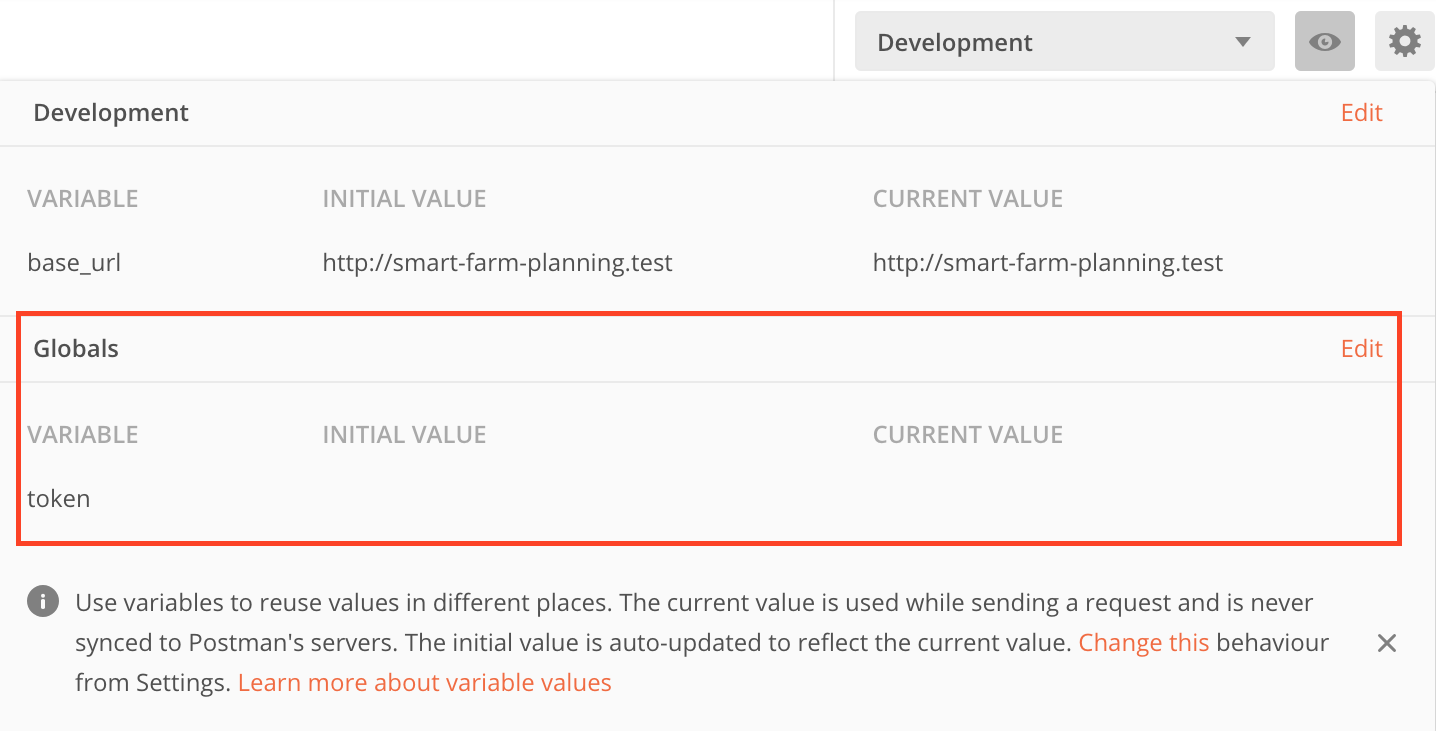 Development
Development Edit
VARIABLE INITIAL VALUE CURRENT VALUE
base_url http://smart-farm-planning.test http://smart-farm-planning.test
Globals Edit
VARIABLE INITIAL VALUE CURRENT VALUE
token
Use variables to reuse values in different places. The current value is used while sending a request and is never
synced to Postman's servers. The initial value is auto-updated to reflect the current value. Change this behaviour
from Settings. Learn more about variable values